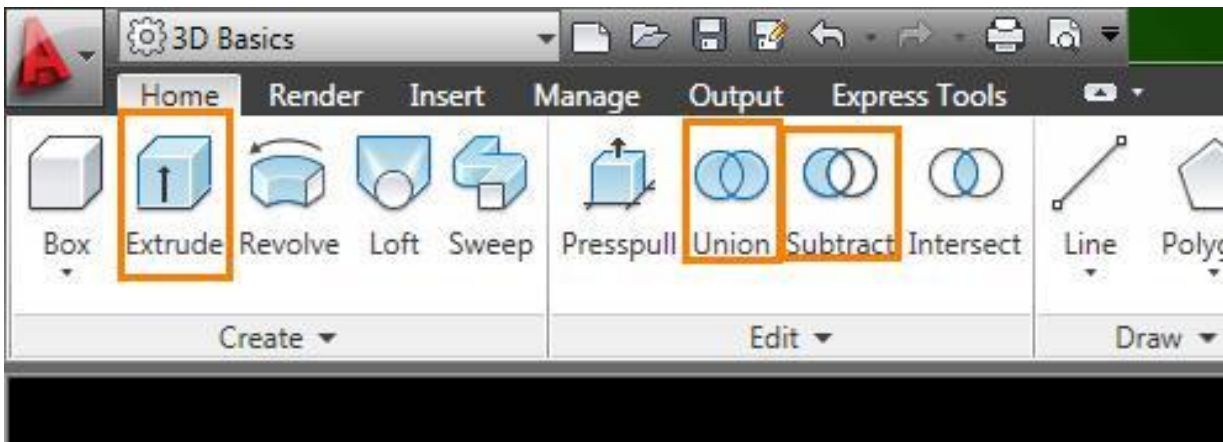 3D Basics
Home Render Insert Manage Output Express Tools
Box Extrude Revolve Loft Sweep Presspull Union Subtract Intersect Line Polyg
Create Edit Draw